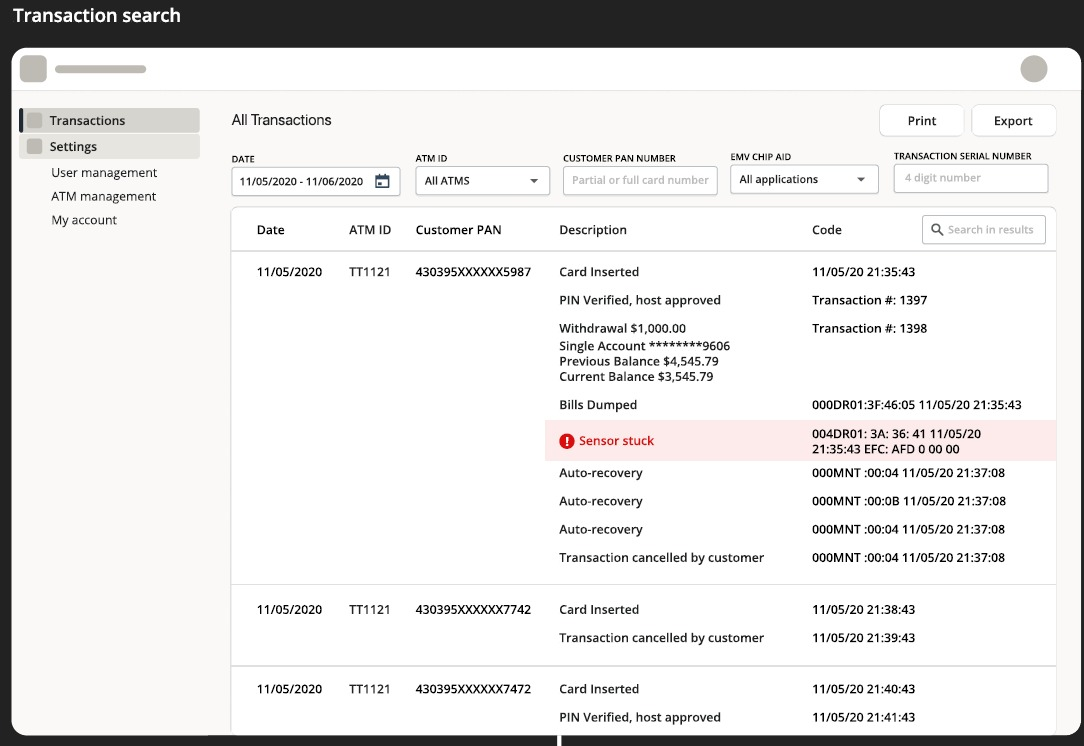 Transaction search
Transactions
Settings
User management
ATM management
My account
All Transactions
Print
Export
DATE
11/05/2020 - 11/06/2020
ATM ID
All ATMS
CUSTOMER PAN NUMBER
Partial or full card number
EMV CHIP AID
All applications
TRANSACTION SERIAL NUMBER
4 digit number
Date ATM ID Customer PAN Description Code Search in results
11/05/2020 TT1121 430395XXXXXX5987 Card Inserted 11/05/20 21:35:43
PIN Verified, host approved Transaction #: 1397
Withdrawal $1,000.00 Transaction #: 1398
Single Account ********9606
Previous Balance $4,545.79
Current Balance $3,545.79
Bills Dumped 000DR01:3F:46:05 11/05/20 21:35:43
Sensor stuck 004DR01: 3A: 36: 41 11/05/20
21:35:43 EFC: AFD 0 00 00
Auto-recovery 000MNT :00:04 11/05/20 21:37:08
Auto-recovery 000MNT :00:0B 11/05/20 21:37:08
Auto-recovery 000MNT :00:04 11/05/20 21:37:08
Transaction cancelled by customer 000MNT :00:04 11/05/20 21:37:08
11/05/2020 TT1121 430395XXXXXX7742 Card Inserted 11/05/20 21:38:43
Transaction cancelled by customer 11/05/20 21:39:43
11/05/2020 TT1121 430395XXXXXX7472 Card Inserted 11/05/20 21:40:43
PIN Verified, host approved 11/05/20 21:41:43